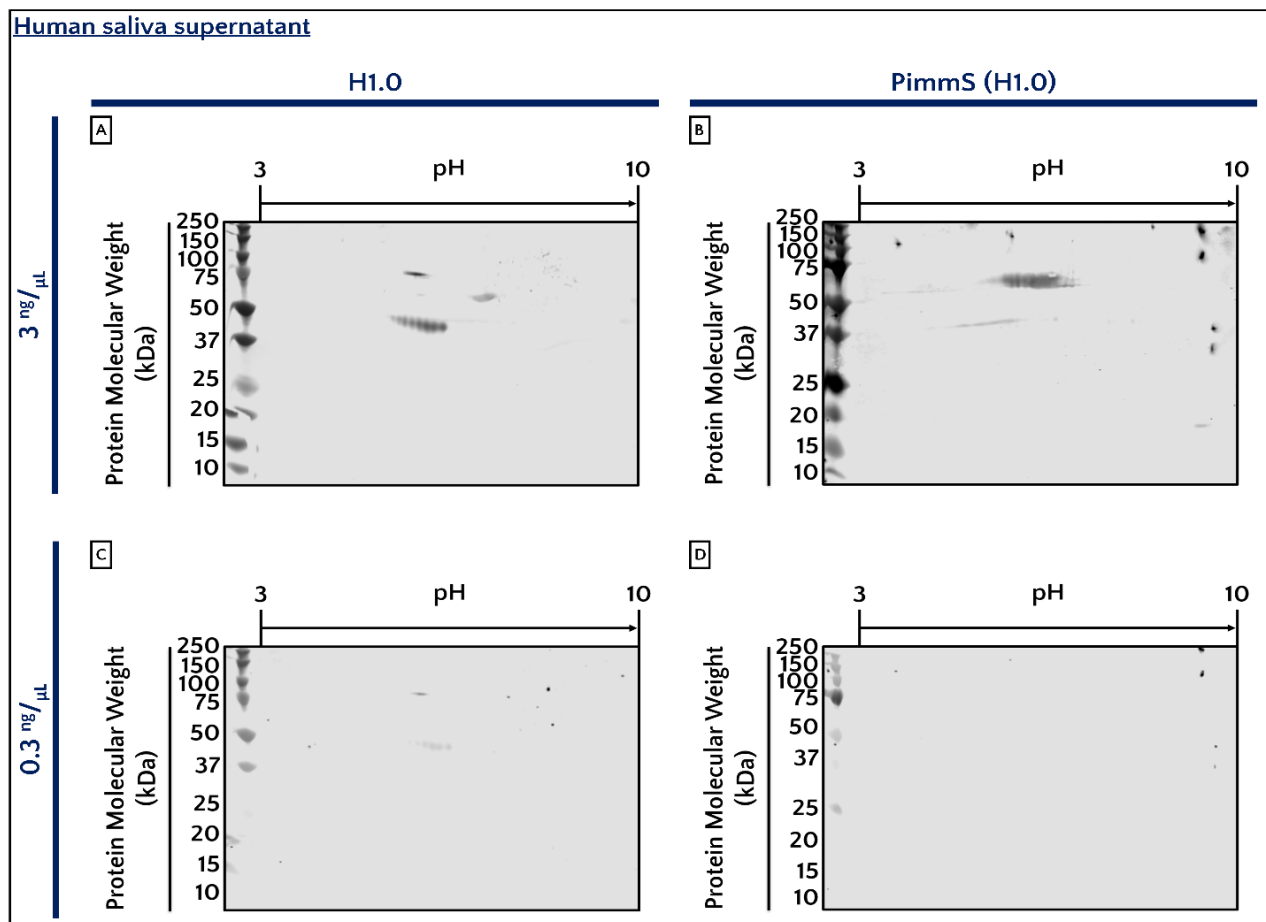 Human saliva supernatant
H1.0
PimmS (H1.0)
3 ng/μL
A
3 pH 10
Protein Molecular Weight
(kDa)
250
150
100
75
50
37
25
20
15
10
B
3 pH 10
Protein Molecular Weight
(kDa)
250
150
100
75
50
37
25
20
15
10
0.3 ng/μL
C
3 pH 10
Protein Molecular Weight
(kDa)
250
150
100
75
50
37
25
20
15
10
D
3 pH 10
Protein Molecular Weight
(kDa)
250
150
100
75
50
37
25
20
15
10